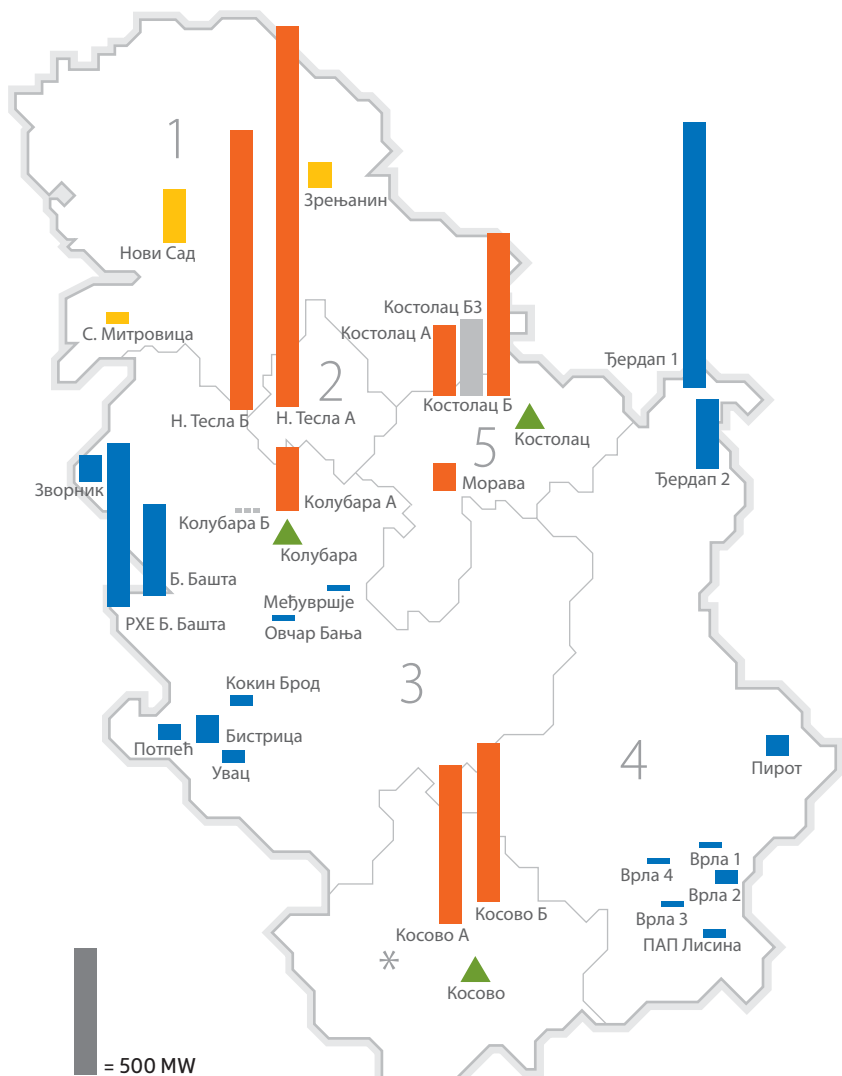 1
Зрењанин
Нови Сад
С. Митровица
Костолац Б3
Костолац А
Ђердап 1
2
Н. Тесла Б
Н. Тесла А
Костолац Б
Костолац
5
Зворник
Морава
Ђердап 2
Колубара А
Колубара Б
Колубара
Б. Башта
Међувршје
РХЕ Б. Башта
Овчар Бања
3
Кокин Брод
Потпећ
Бистрица
Увац
4
Пирот
Врла 1
Врла 4
Врла 2
Врла 3
Косово Б
Косово А
ПАП Лисина
*
Косово
= 500 MW